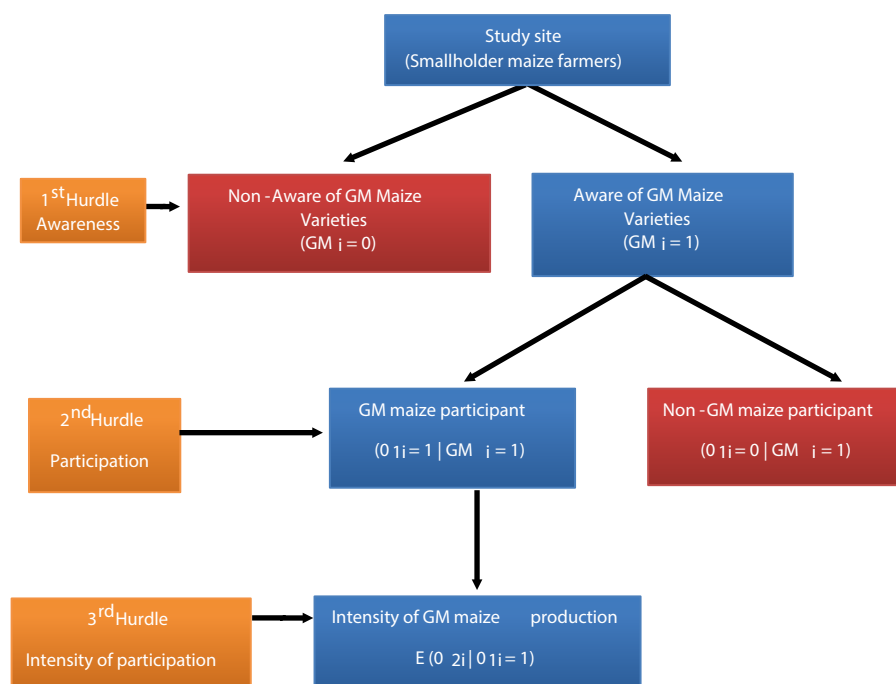 Study site
(Smallholder maize farmers)
1st Hurdle
Awareness
Non -Aware of GM Maize
Varieties
(GM i = 0)
Aware of GM Maize
Varieties
(GM i = 1)
2nd Hurdle
Participation
GM maize participant
(0 1i = 1 | GM i = 1)
Non -GM maize participant
(0 1i = 0 | GM i = 1)
3rd Hurdle
Intensity of participation
Intensity of GM maize production
E (0 2i | 0 1i = 1)